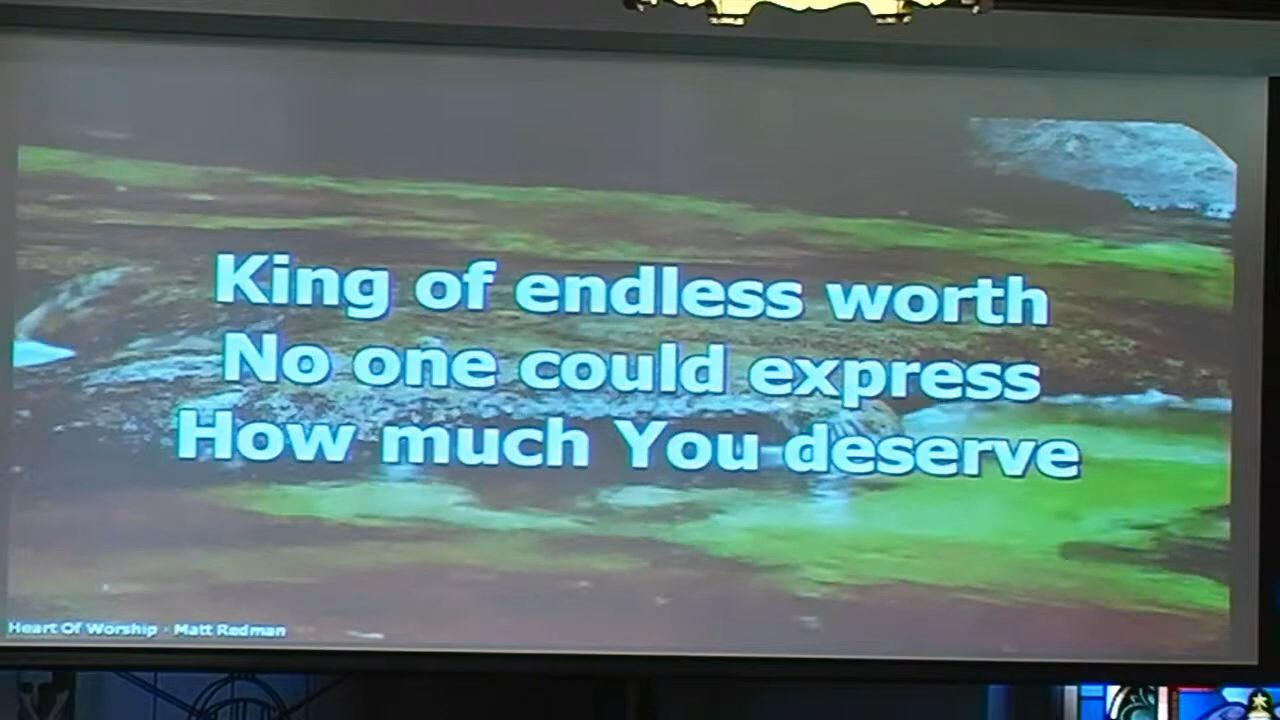 King of endless worth
No one could express
How much You deserve
Heart Of Worship - Matt Redman